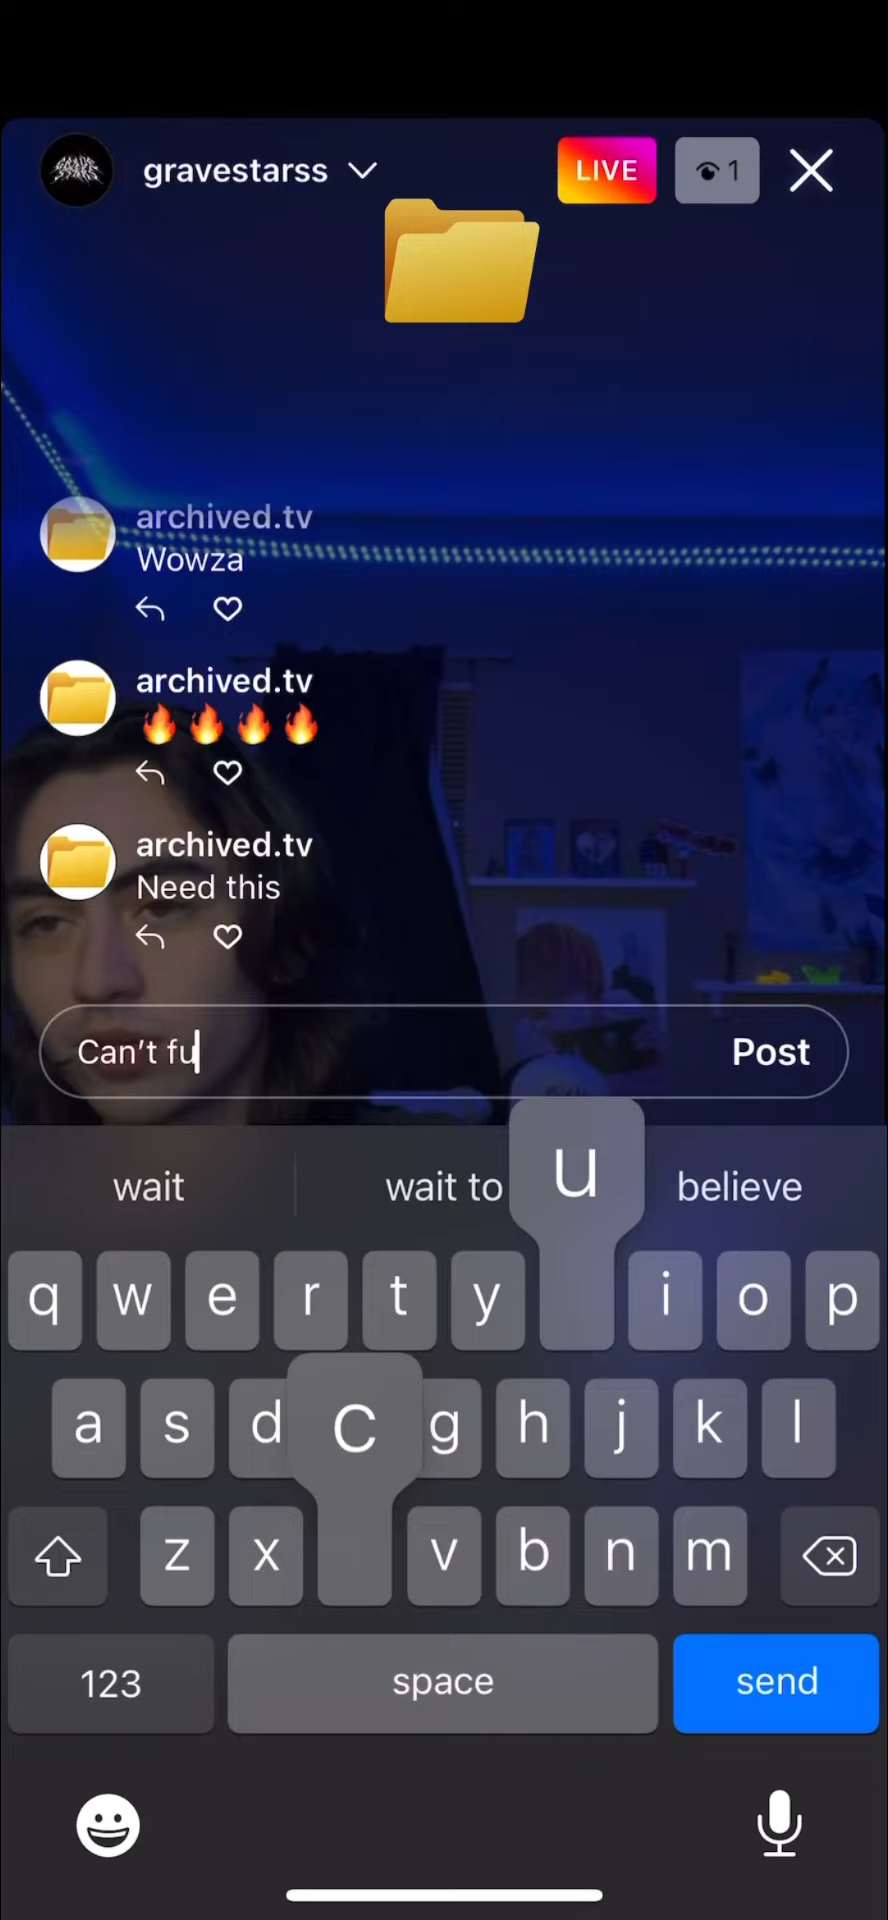 gravestarss
LIVE
1
archived.tv
Wowza
archived.tv
🔥🔥🔥🔥
archived.tv
Need this
Can't fu
Post
wait
wait to
believe
u
q w e r t y i o p
a s d c g h j k l
z x v b n m
123
space
send